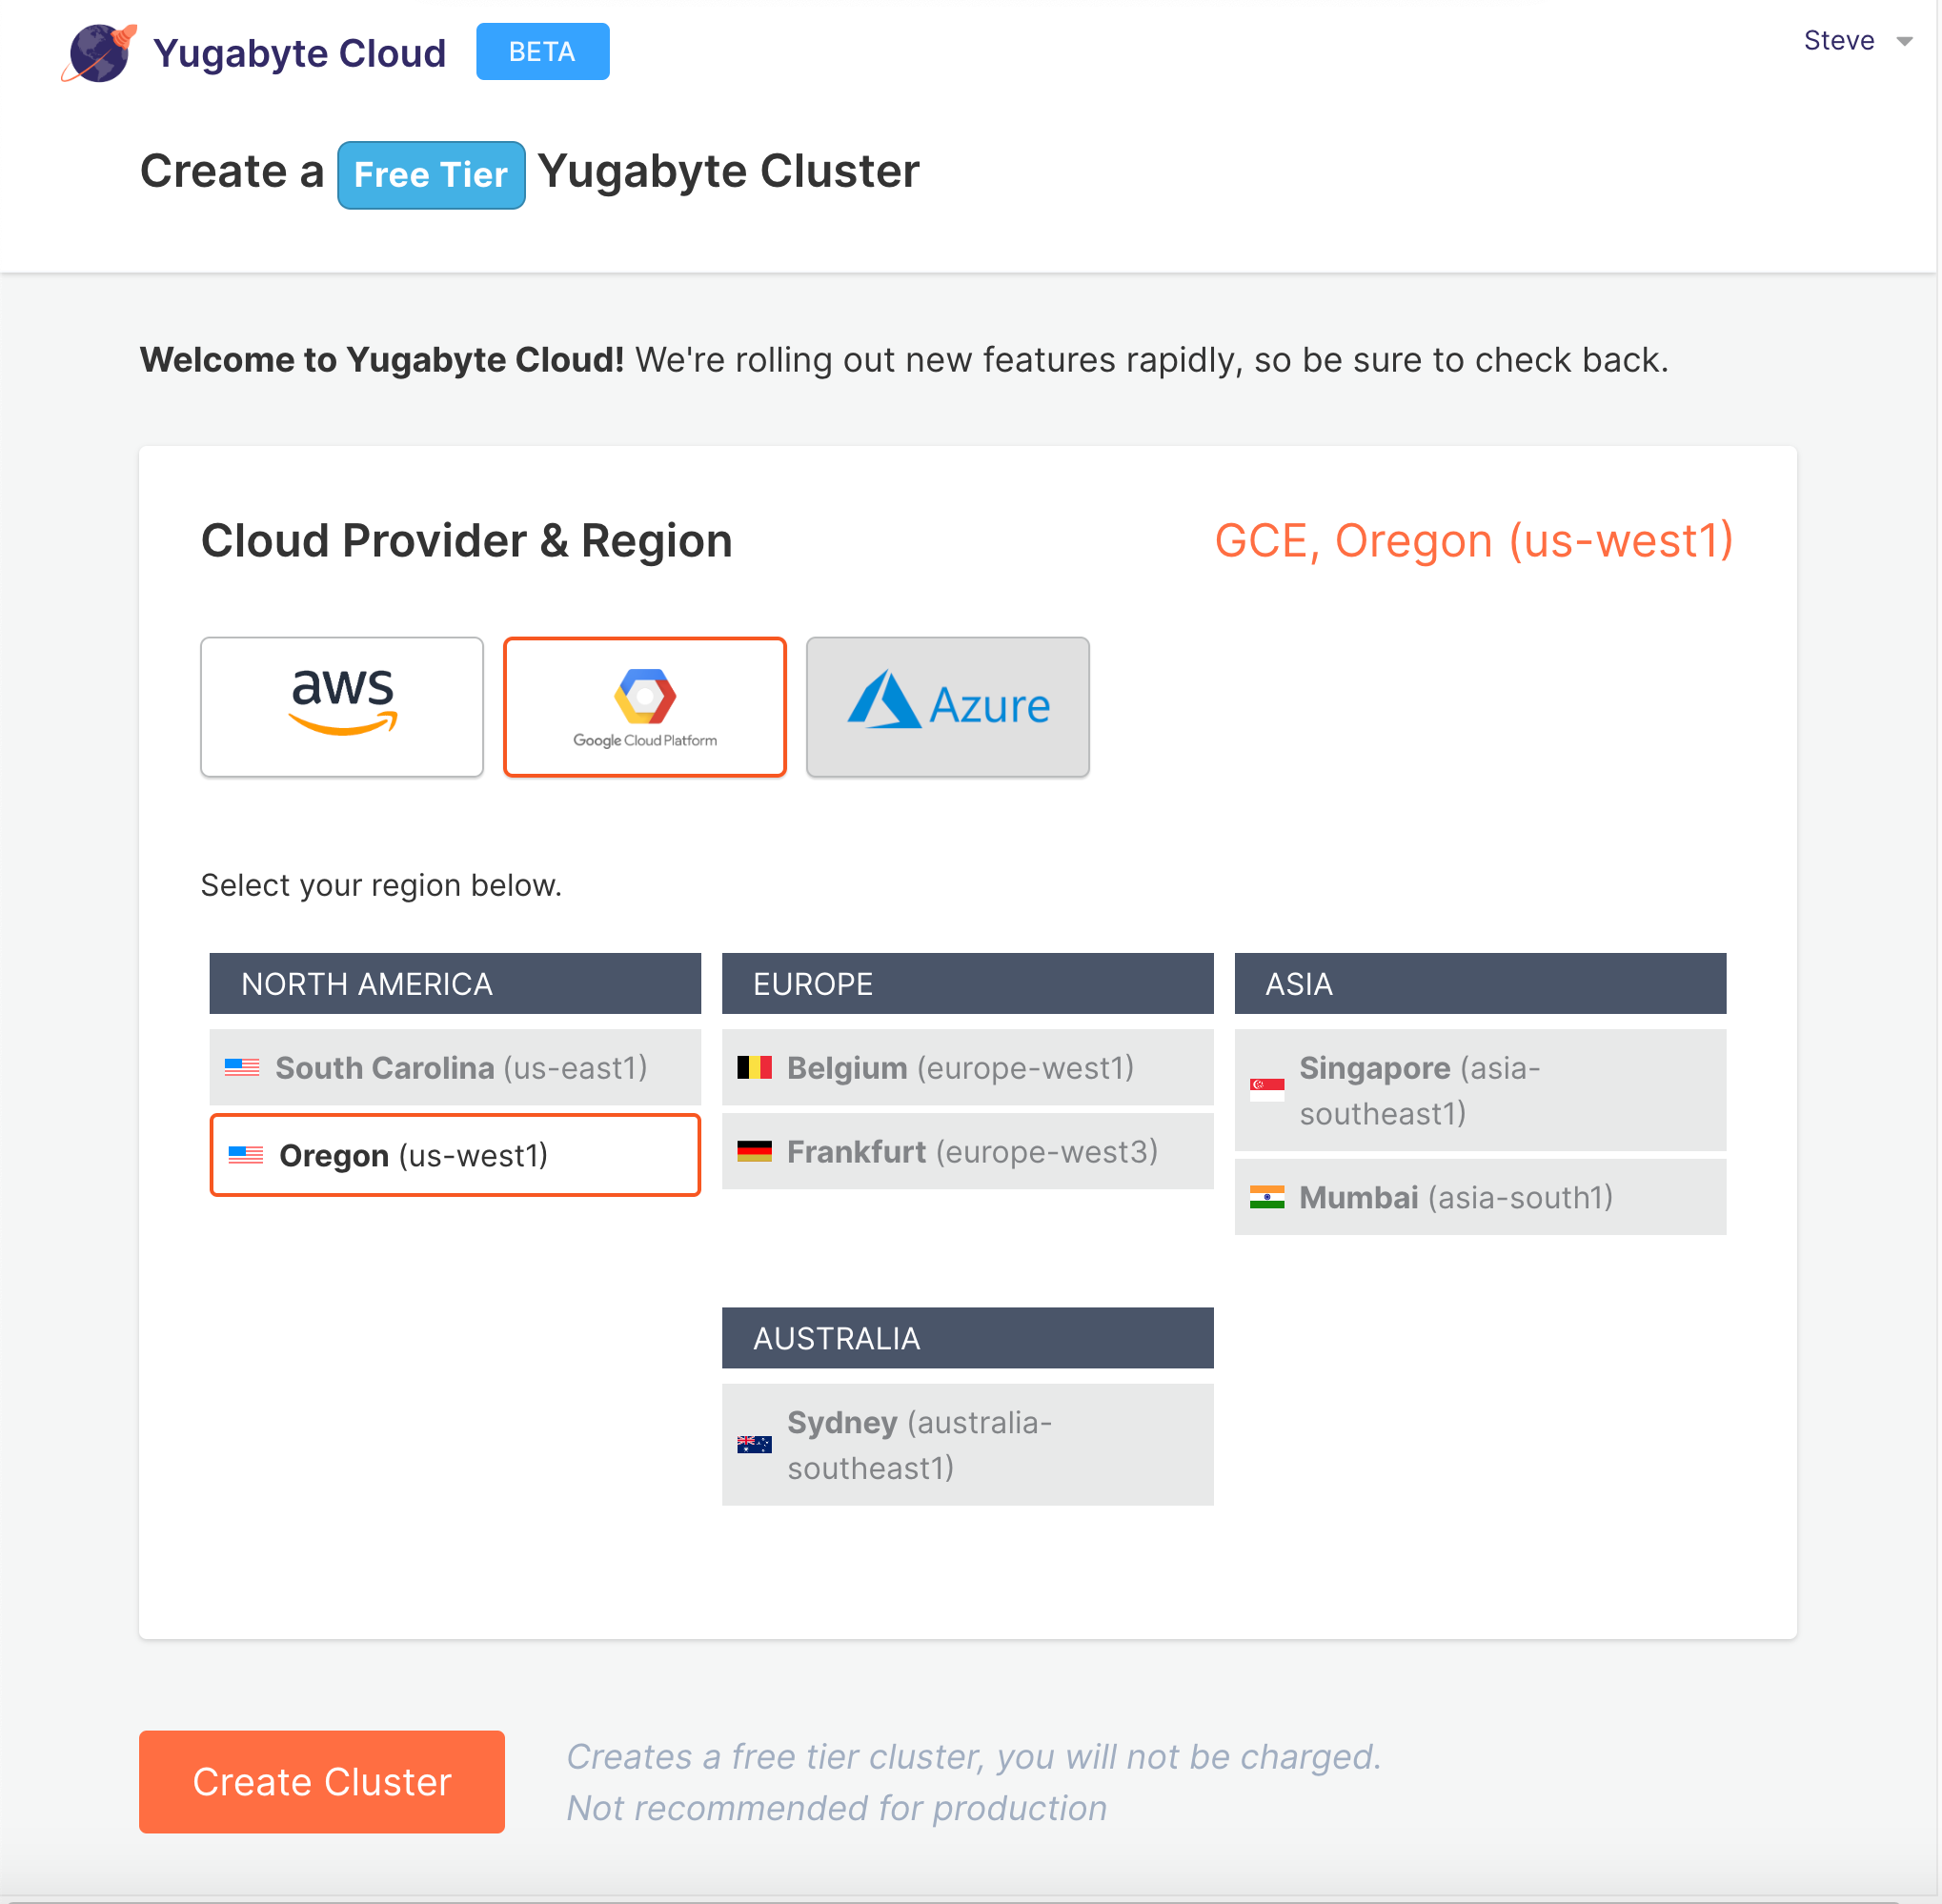 Yugabyte Cloud BETA
Steve
Create a Free Tier Yugabyte Cluster
Welcome to Yugabyte Cloud! We're rolling out new features rapidly, so be sure to check back.
Cloud Provider & Region
GCE, Oregon (us-west1)
aws
Google Cloud Platform
Azure
Select your region below.
NORTH AMERICA
South Carolina (us-east1)
Oregon (us-west1)
EUROPE
Belgium (europe-west1)
Frankfurt (europe-west3)
ASIA
Singapore (asia-
southeast1)
Mumbai (asia-south1)
AUSTRALIA
Sydney (australia-
southeast1)
Create Cluster
Creates a free tier cluster, you will not be charged.
Not recommended for production